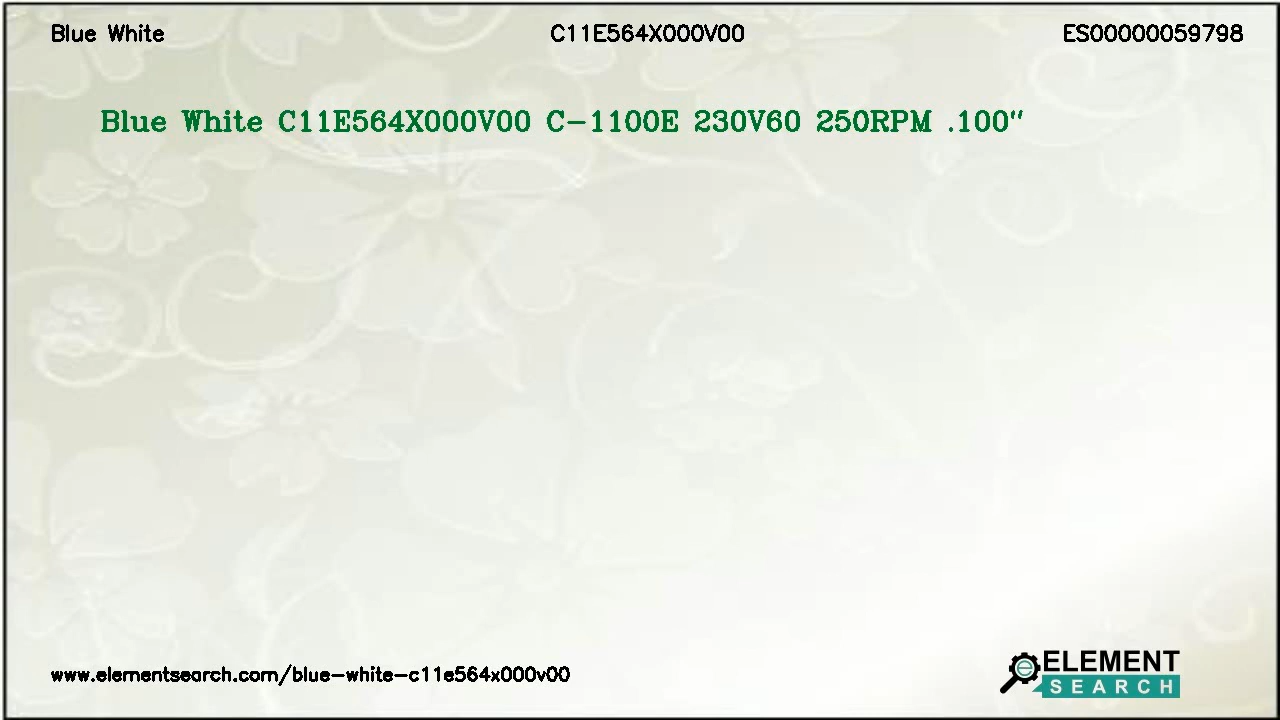 Blue White C11E564X000V00 ES00000059798
Blue White C11E564X000V00 C-1100E 230V60 250RPM .100"
www.elementsearch.com/blue-white-c11e564x000v00
ELEMENT
SEARCH